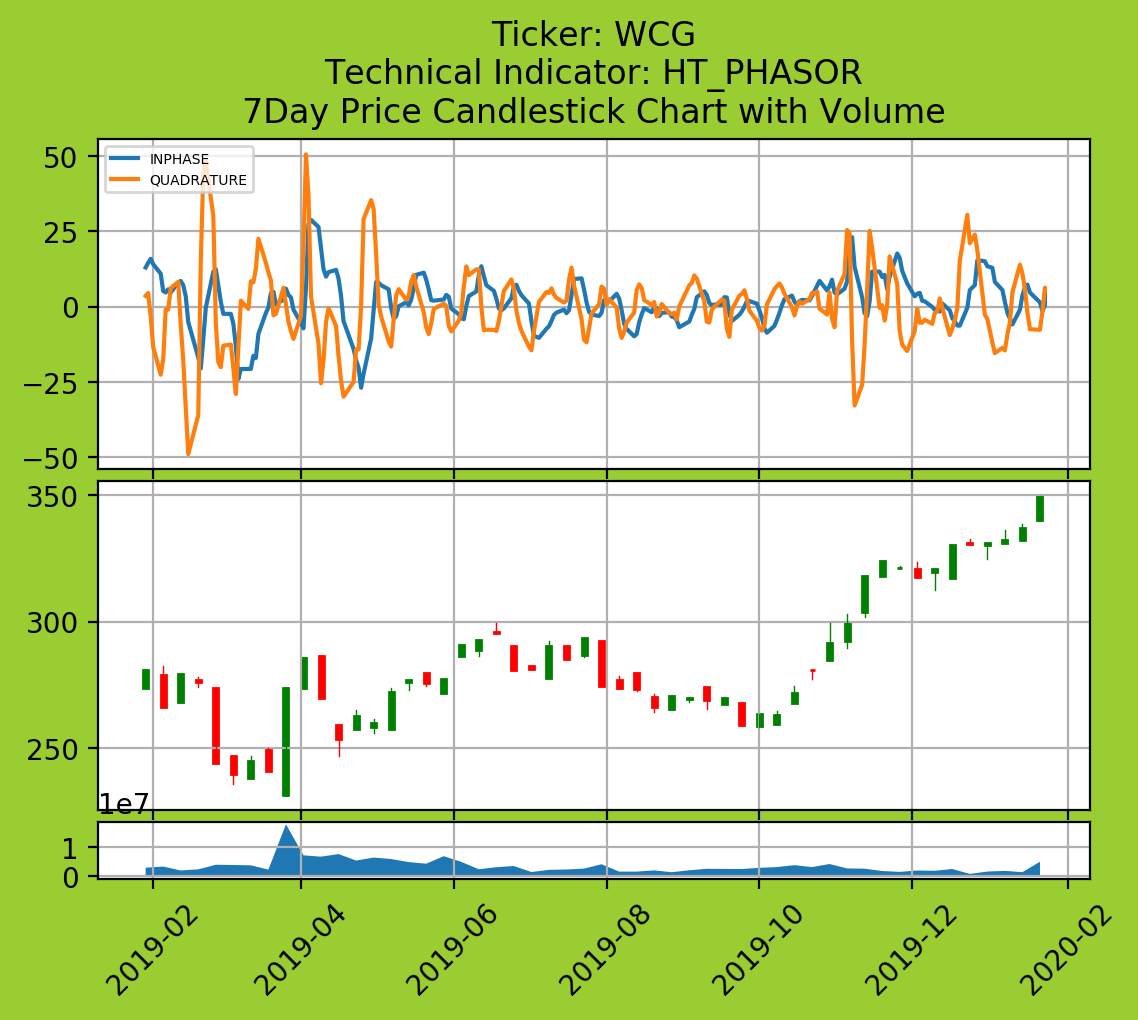 Ticker: WCG
Technical Indicator: HT_PHASOR
7Day Price Candlestick Chart with Volume
INPHASE
QUADRATURE
50
25
0
−25
−50
350
300
250
1e7
1
0
2019-02
2019-04
2019-06
2019-08
2019-10
2019-12
2020-02